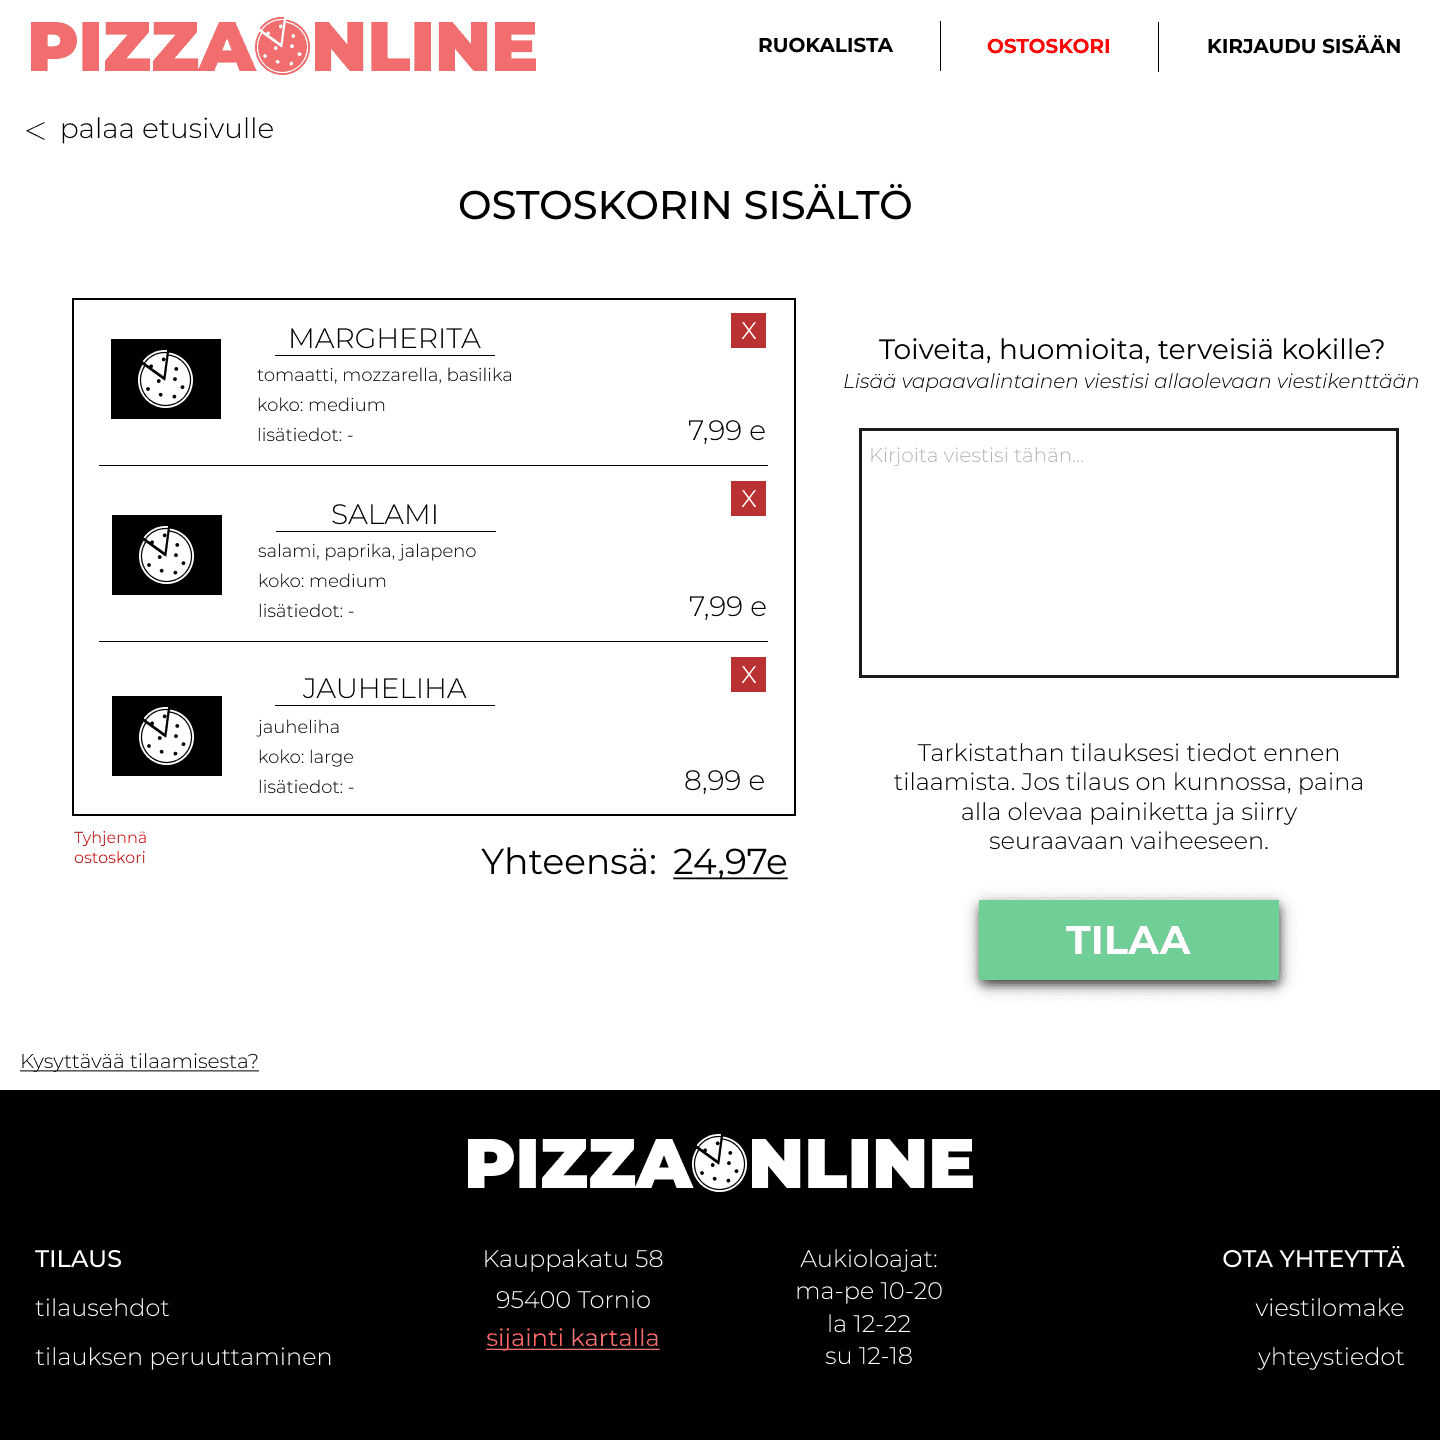 PIZZAONLINE
RUOKALISTA
OSTOSKORI
KIRJAUDU SISÄÄN
< palaa etusivulle
OSTOSKORIN SISÄLTÖ
MARGHERITA
X
tomaatti, mozzarella, basilika
koko: medium
lisätiedot: -
7,99 e
SALAMI
X
salami, paprika, jalapeno
koko: medium
lisätiedot: -
7,99 e
JAUHELIHA
X
jauheliha
koko: large
lisätiedot: -
8,99 e
Tyhjennä
ostoskori
Yhteensä: 24,97e
Toiveita, huomioita, terveisiä kokille?
Lisää vapaavalintainen viestisi allaolevaan viestikenttään
Kirjoita viestisi tähän...
Tarkistathan tilauksesi tiedot ennen
tilaamista. Jos tilaus on kunnossa, paina
alla olevaa painiketta ja siirry
seuraavaan vaiheeseen.
TILAA
Kysyttävää tilaamisesta?
PIZZAONLINE
TILAUS
tilausehdot
tilauksen peruuttaminen
Kauppakatu 58
95400 Tornio
sijainti kartalla
Aukioloajat:
ma-pe 10-20
la 12-22
su 12-18
OTA YHTEYTTÄ
viestilomake
yhteystiedot